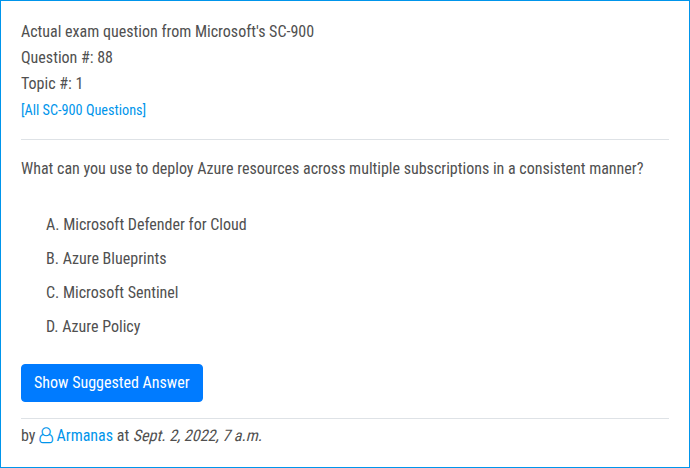 Actual exam question from Microsoft's SC-900
Question #: 88
Topic #: 1
[All SC-900 Questions]
What can you use to deploy Azure resources across multiple subscriptions in a consistent manner?
A. Microsoft Defender for Cloud
B. Azure Blueprints
C. Microsoft Sentinel
D. Azure Policy
Show Suggested Answer
by Armanas at Sept. 2, 2022, 7 a.m.